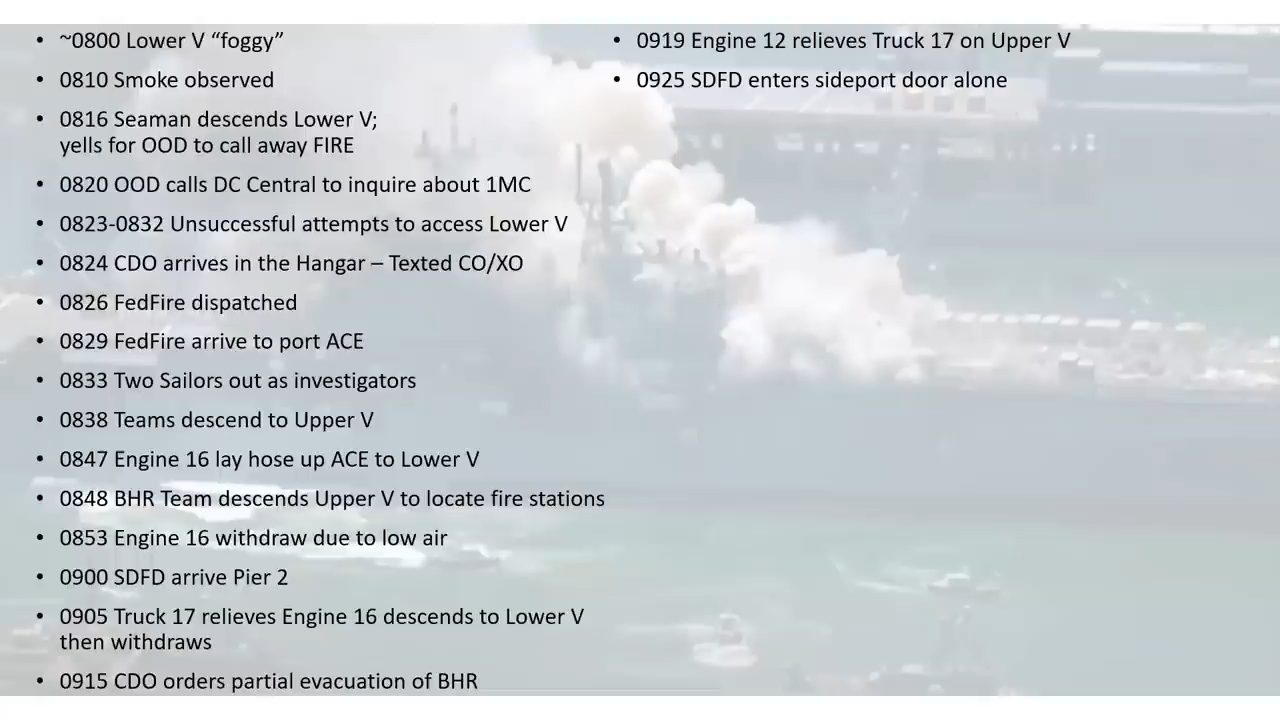 • ~0800 Lower V “foggy”
• 0810 Smoke observed
• 0816 Seaman descends Lower V;
yells for OOD to call away FIRE
• 0820 OOD calls DC Central to inquire about 1MC
• 0823-0832 Unsuccessful attempts to access Lower V
• 0824 CDO arrives in the Hangar – Texted CO/XO
• 0826 FedFire dispatched
• 0829 FedFire arrive to port ACE
• 0833 Two Sailors out as investigators
• 0838 Teams descend to Upper V
• 0847 Engine 16 lay hose up ACE to Lower V
• 0848 BHR Team descends Upper V to locate fire stations
• 0853 Engine 16 withdraw due to low air
• 0900 SDFD arrive Pier 2
• 0905 Truck 17 relieves Engine 16 descends to Lower V
then withdraws
• 0915 CDO orders partial evacuation of BHR
• 0919 Engine 12 relieves Truck 17 on Upper V
• 0925 SDFD enters sideport door alone